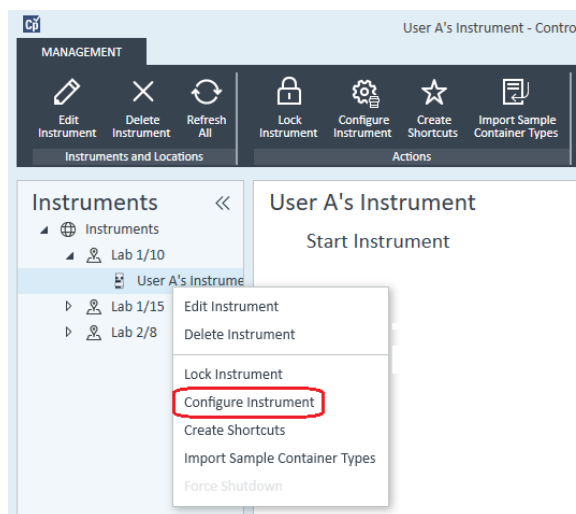 Cp
User A's Instrument - Contro
MANAGEMENT
Edit Instrument
Delete Instrument
Refresh All
Lock Instrument
Configure Instrument
Create Shortcuts
Import Sample Container Types
Instruments and Locations
Actions
Instruments
User A's Instrument
Instruments
Start Instrument
Lab 1/10
User A's Instrume
Lab 1/15
Lab 2/8
Edit Instrument
Delete Instrument
Lock Instrument
Configure Instrument
Create Shortcuts
Import Sample Container Types
Force Shutdown